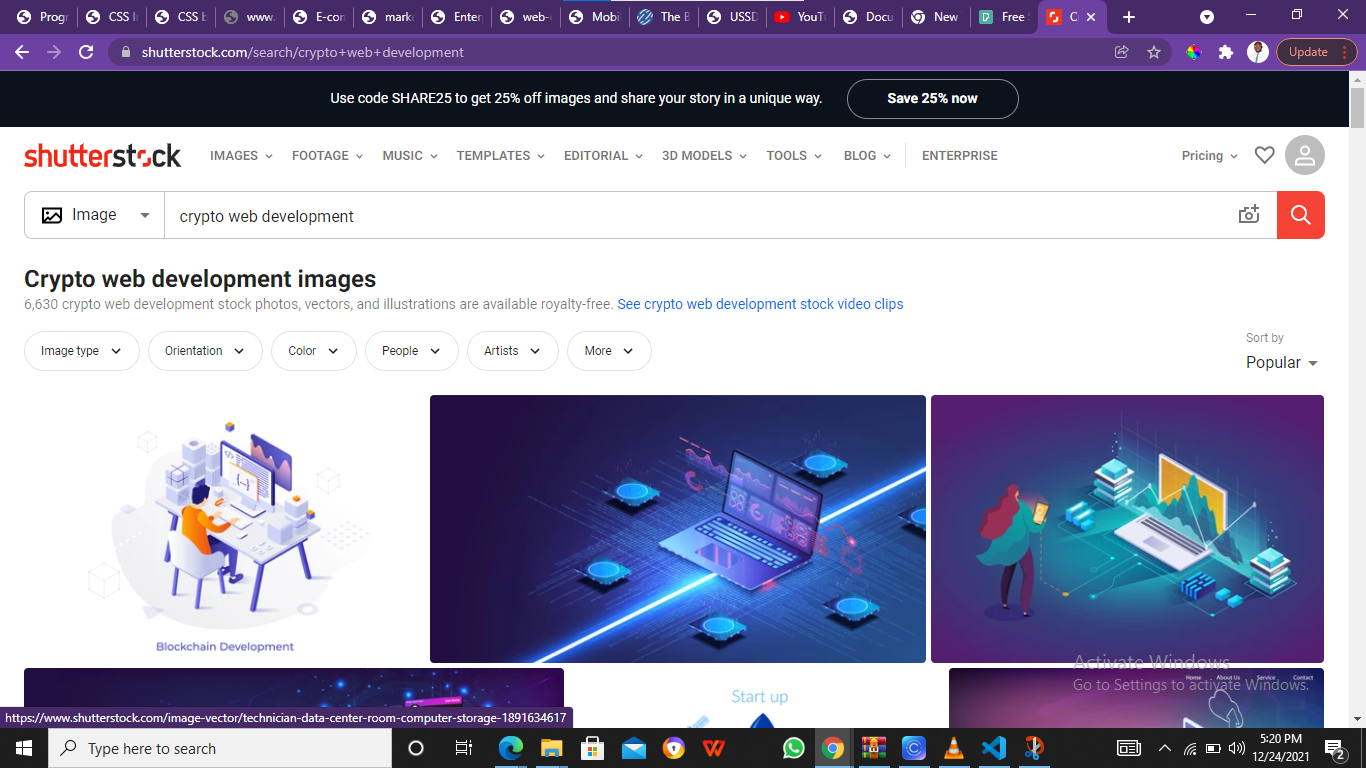 Progr
CSS I
CSS b
www.
E-con
mark
Enter
web-
Mobi
The B
USSD
YouT
Docu
New
Free
shutterstock.com/search/crypto+web+development
Update
Use code SHARE25 to get 25% off images and share your story in a unique way.
Save 25% now
shutterstock
IMAGES
FOOTAGE
MUSIC
TEMPLATES
EDITORIAL
3D MODELS
TOOLS
BLOG
ENTERPRISE
Pricing
Image
crypto web development
Crypto web development images
6,630 crypto web development stock photos, vectors, and illustrations are available royalty-free. See crypto web development stock video clips
Image type
Orientation
Color
People
Artists
More
Sort by
Popular
Blockchain Development
Start up
Home About Us Service Contact
Activate Windows
Go to Settings to activate Windows.
https://www.shutterstock.com/image-vector/technician-data-center-room-computer-storage-1891634617
Type here to search
5:20 PM
12/24/2021
2